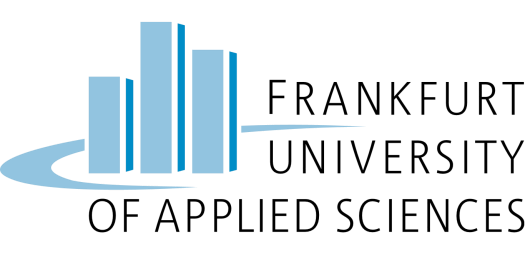 FRANKFURT
UNIVERSITY
OF APPLIED SCIENCES